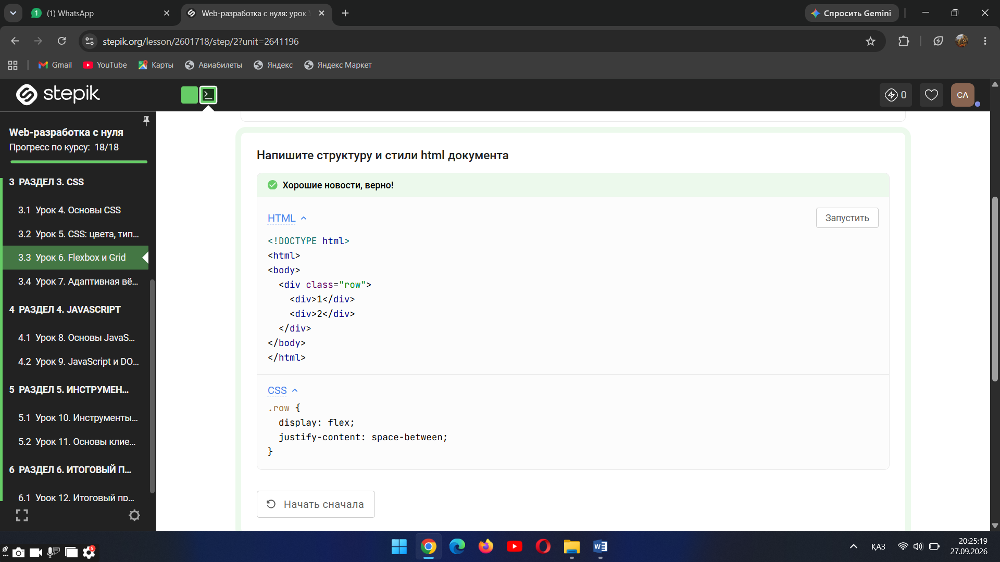 1 (1) WhatsApp
Web-разработка с нуля: урок
Спросить Gemini
stepik.org/lesson/2601718/step/2?unit=2641196
Gmail
YouTube
Карты
Авиабилеты
Яндекс
Яндекс Маркет
stepik
0
CA
Web-разработка с нуля
Прогресс по курсу: 18/18
3 РАЗДЕЛ 3. CSS
3.1 Урок 4. Основы CSS
3.2 Урок 5. CSS: цвета, тип...
3.3 Урок 6. Flexbox и Grid
3.4 Урок 7. Адаптивная вё...
4 РАЗДЕЛ 4. JAVASCRIPT
4.1 Урок 8. Основы JavaS...
4.2 Урок 9. JavaScript и DO...
5 РАЗДЕЛ 5. ИНСТРУМЕН...
5.1 Урок 10. Инструменты...
5.2 Урок 11. Основы клие...
6 РАЗДЕЛ 6. ИТОГОВЫЙ П...
6.1 Урок 12. Итоговый пр...
Напишите структуру и стили html документа
Хорошие новости, верно!
HTML
Запустить
<!DOCTYPE html>
<html>
<body>
<div class="row">
<div>1</div>
<div>2</div>
</div>
</body>
</html>
CSS
.row {
display: flex;
justify-content: space-between;
}
Начать сначала
5
ҚАЗ
20:25:19
27.09.2026